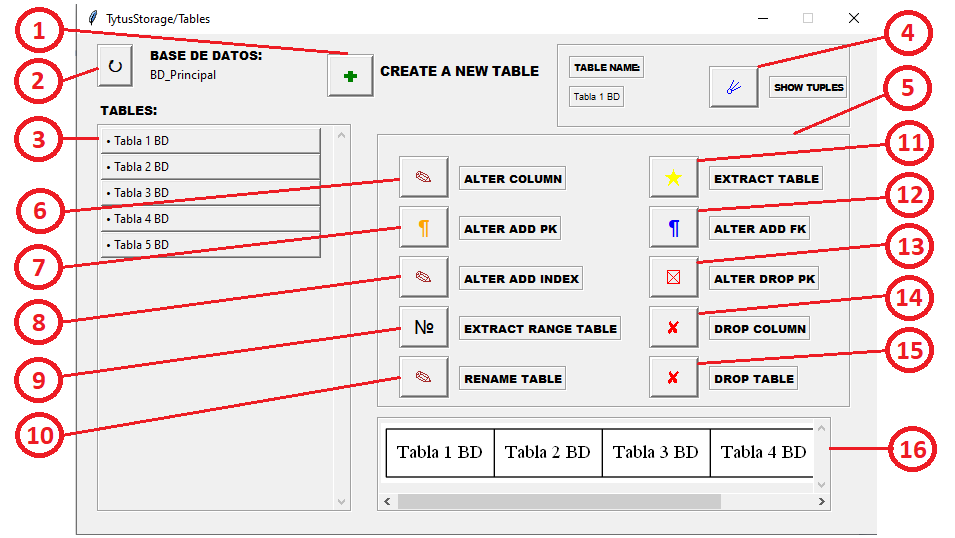 TytusStorage/Tables
1
2
BASE DE DATOS:
BD_Principal
CREATE A NEW TABLE
TABLE NAME:
Tabla 1 BD
SHOW TUPLES
4
5
TABLES:
3
• Tabla 1 BD
• Tabla 2 BD
• Tabla 3 BD
• Tabla 4 BD
• Tabla 5 BD
6
ALTER COLUMN
EXTRACT TABLE
11
7
¶ ALTER ADD PK
¶ ALTER ADD FK
12
8
ALTER ADD INDEX
ALTER DROP PK
13
9
№ EXTRACT RANGE TABLE
DROP COLUMN
14
10
RENAME TABLE
DROP TABLE
15
Tabla 1 BD
Tabla 2 BD
Tabla 3 BD
Tabla 4 BD
16